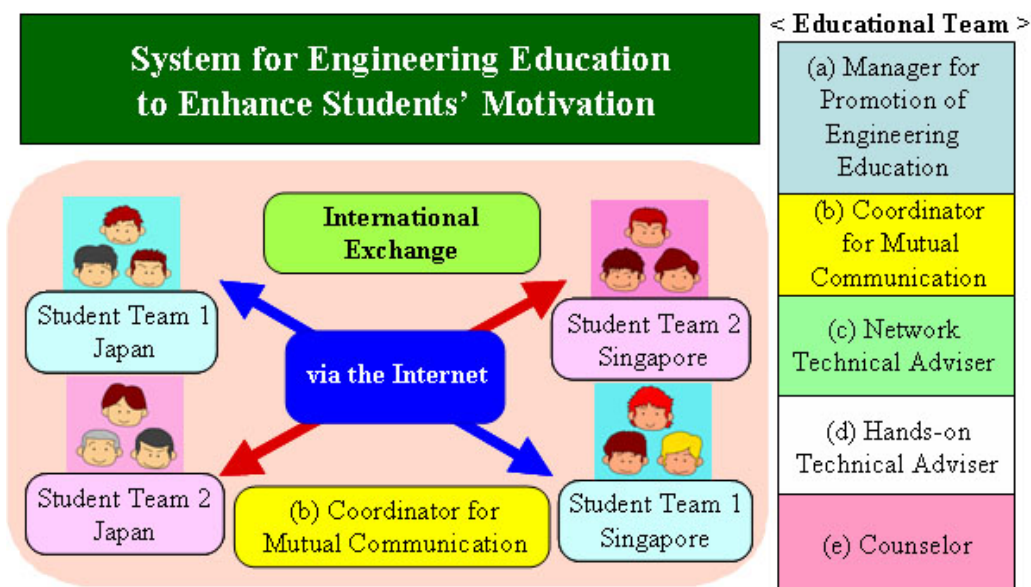 System for Engineering Education
to Enhance Students’ Motivation
International
Exchange
Student Team 1
Japan
Student Team 2
Singapore
via the Internet
Student Team 2
Japan
(b) Coordinator for
Mutual Communication
Student Team 1
Singapore
< Educational Team >
(a) Manager for
Promotion of
Engineering
Education
(b) Coordinator
for Mutual
Communication
(c) Network
Technical Adviser
(d) Hands-on
Technical Adviser
(e) Counselor